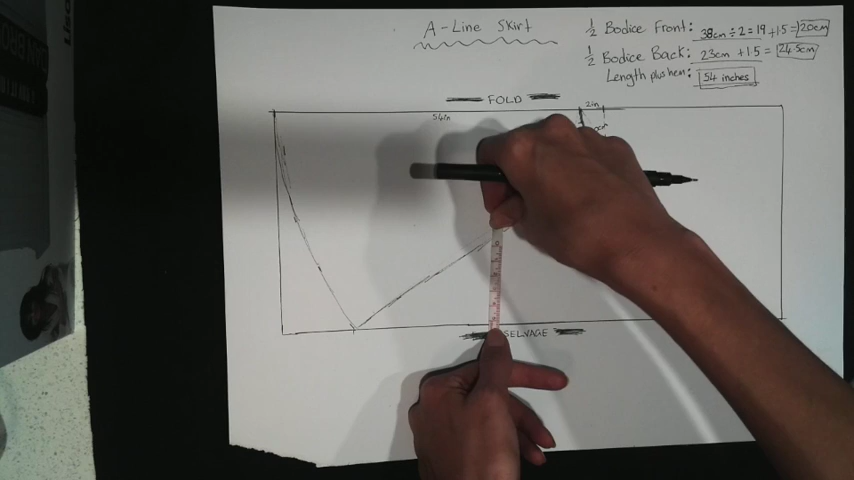 A-Line Skirt
½ Bodice Front: 38cm ÷ 2 = 19 + 1.5 = 20cm
½ Bodice Back: 23cm + 1.5 = 24.5cm
Length plus hem: 54 inches
FOLD
2in
54in
SELVAGE